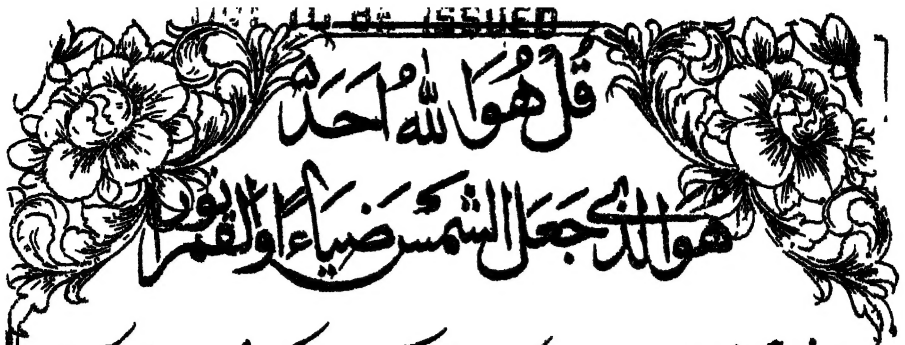 قُلْ هُوَ اللّٰهُ اَحَدٌ
هُوَ الَّذِی جَعَلَ الشَّمْسَ ضِیَاءً وَّالْقَمَرَ نُورًا